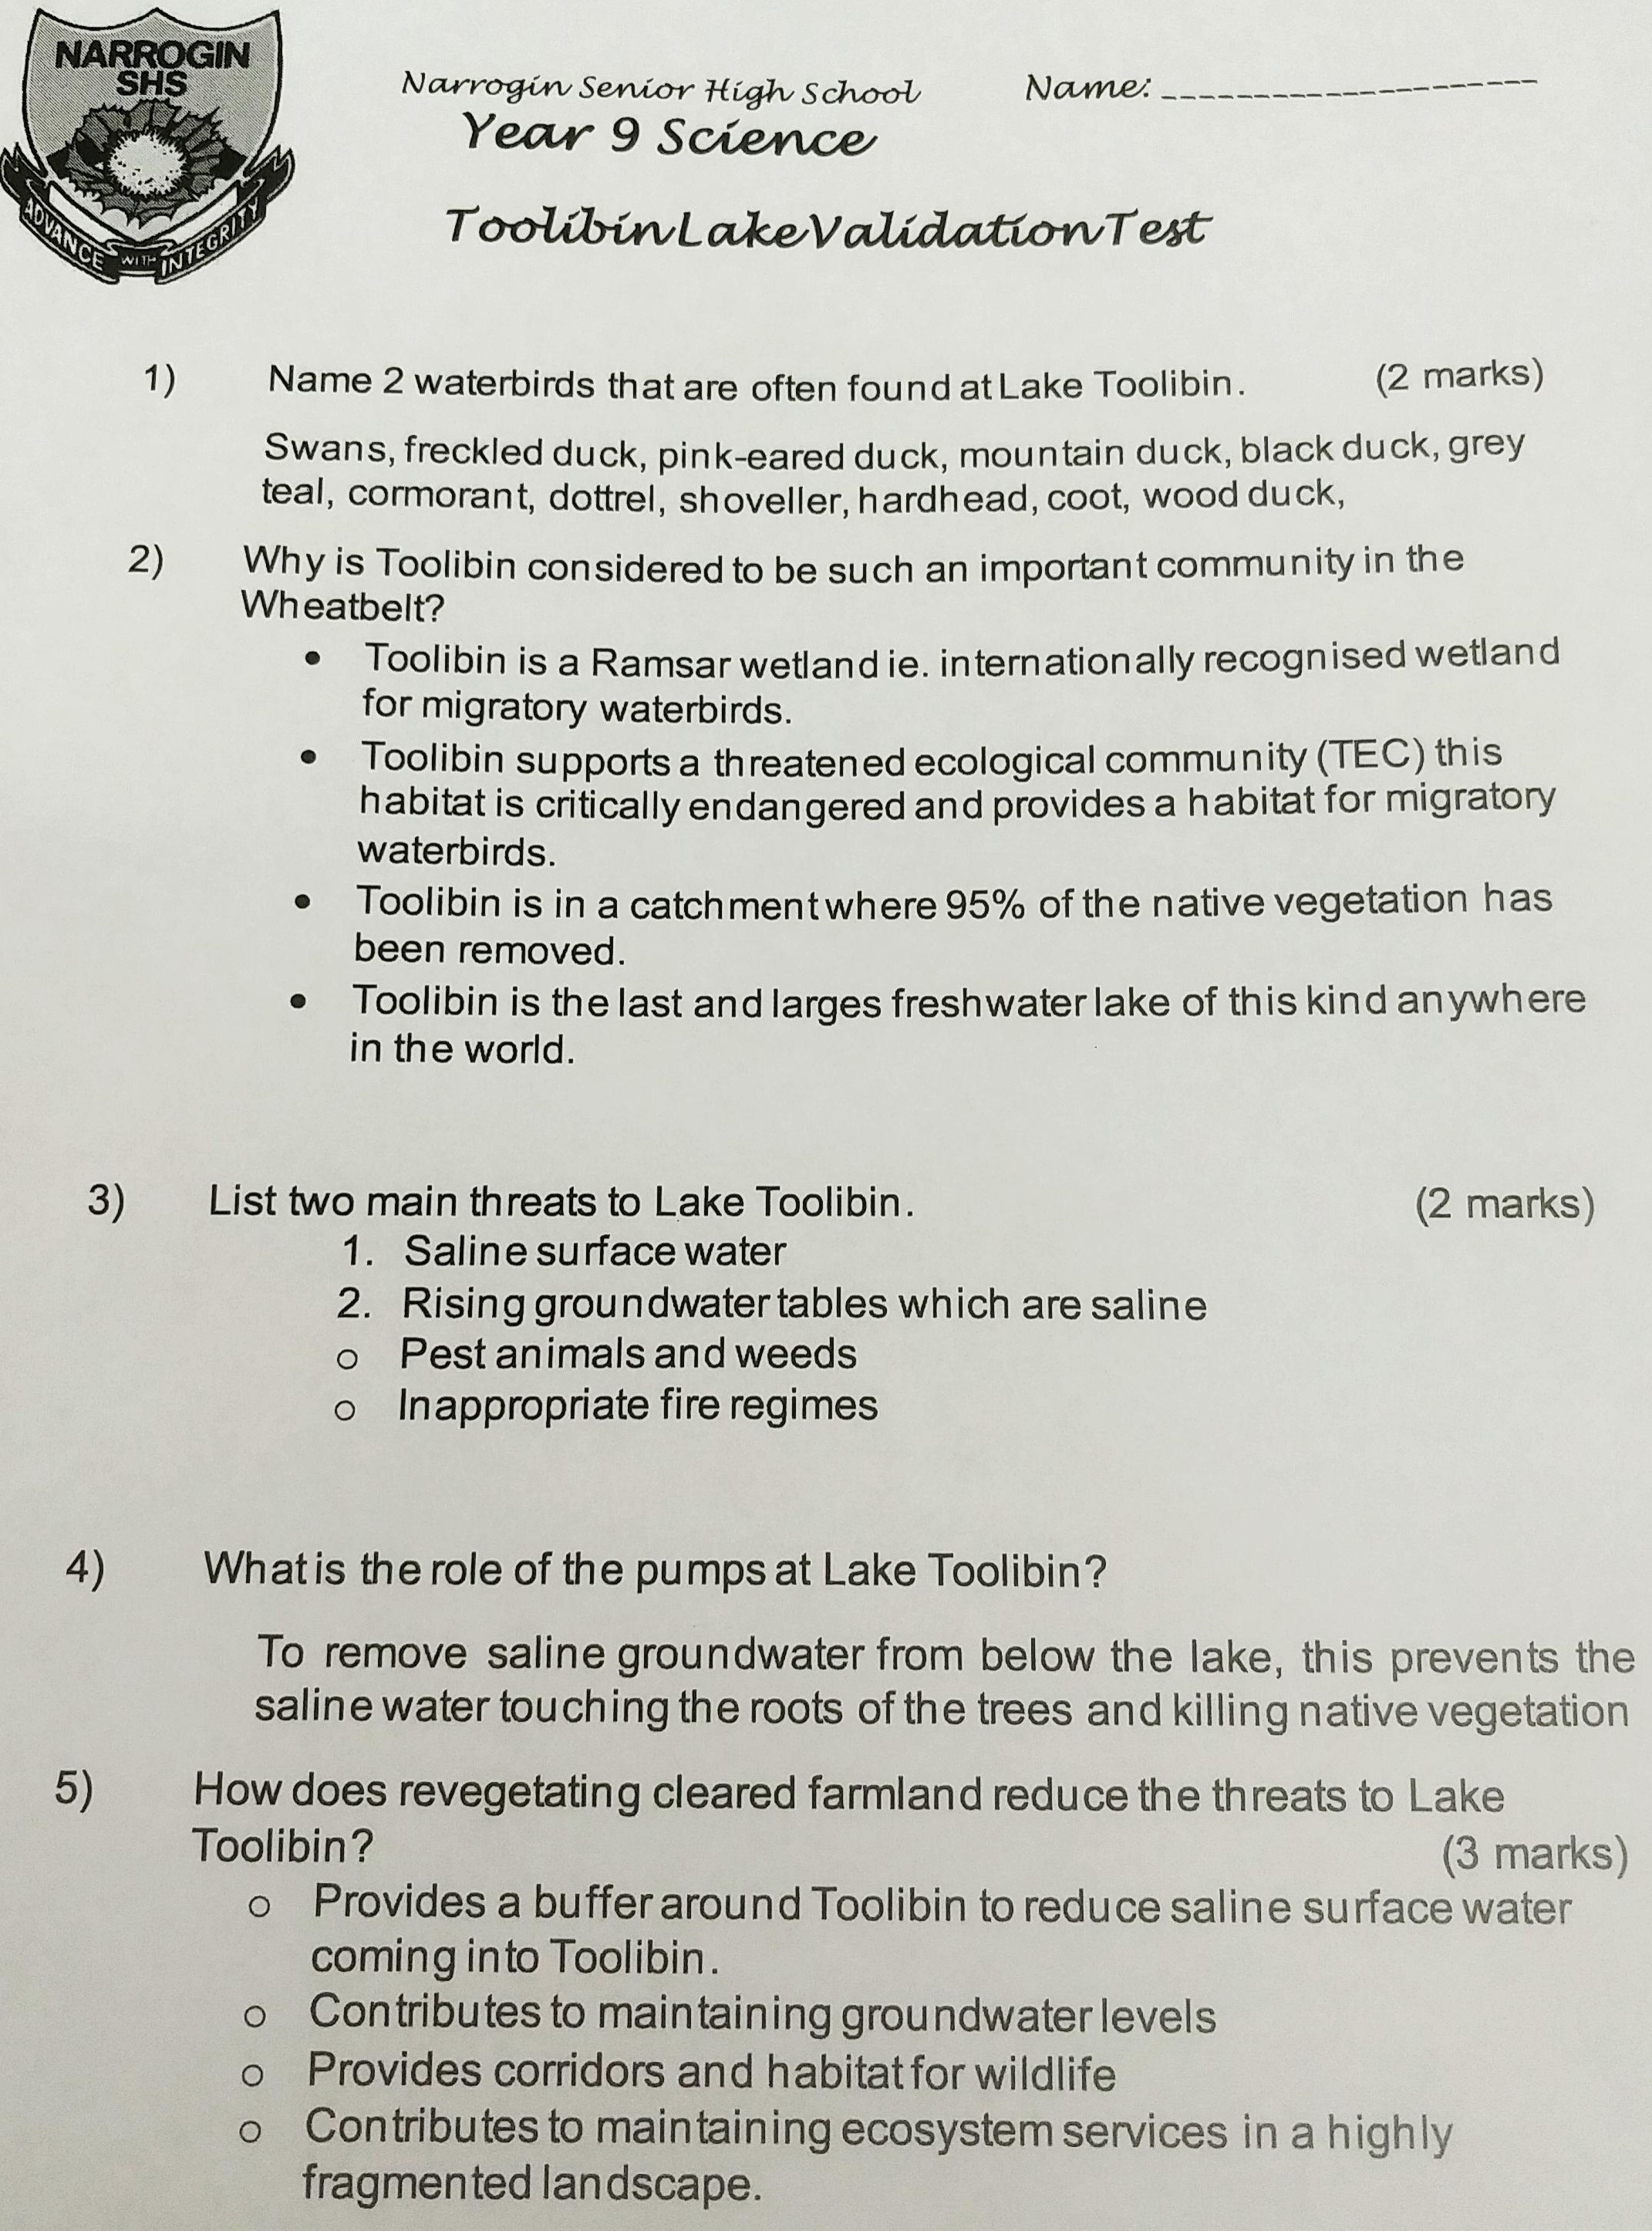 NARROGIN
SHS
ADVANCE WITH INTEGRITY
Narrogin Senior High School Name: ____________________
Year 9 Science
Toolibin Lake Validation Test
1) Name 2 waterbirds that are often found at Lake Toolibin. (2 marks)
Swans, freckled duck, pink-eared duck, mountain duck, black duck, grey
teal, cormorant, dottrel, shoveller, hardhead, coot, wood duck,
2) Why is Toolibin considered to be such an important community in the
Wheatbelt?
• Toolibin is a Ramsar wetland ie. internationally recognised wetland
for migratory waterbirds.
• Toolibin supports a threatened ecological community (TEC) this
habitat is critically endangered and provides a habitat for migratory
waterbirds.
• Toolibin is in a catchment where 95% of the native vegetation has
been removed.
• Toolibin is the last and larges freshwater lake of this kind anywhere
in the world.
3) List two main threats to Lake Toolibin. (2 marks)
1. Saline surface water
2. Rising groundwater tables which are saline
o Pest animals and weeds
o Inappropriate fire regimes
4) What is the role of the pumps at Lake Toolibin?
To remove saline groundwater from below the lake, this prevents the
saline water touching the roots of the trees and killing native vegetation
5) How does revegetating cleared farmland reduce the threats to Lake
Toolibin? (3 marks)
o Provides a buffer around Toolibin to reduce saline surface water
coming into Toolibin.
o Contributes to maintaining groundwater levels
o Provides corridors and habitat for wildlife
o Contributes to maintaining ecosystem services in a highly
fragmented landscape.